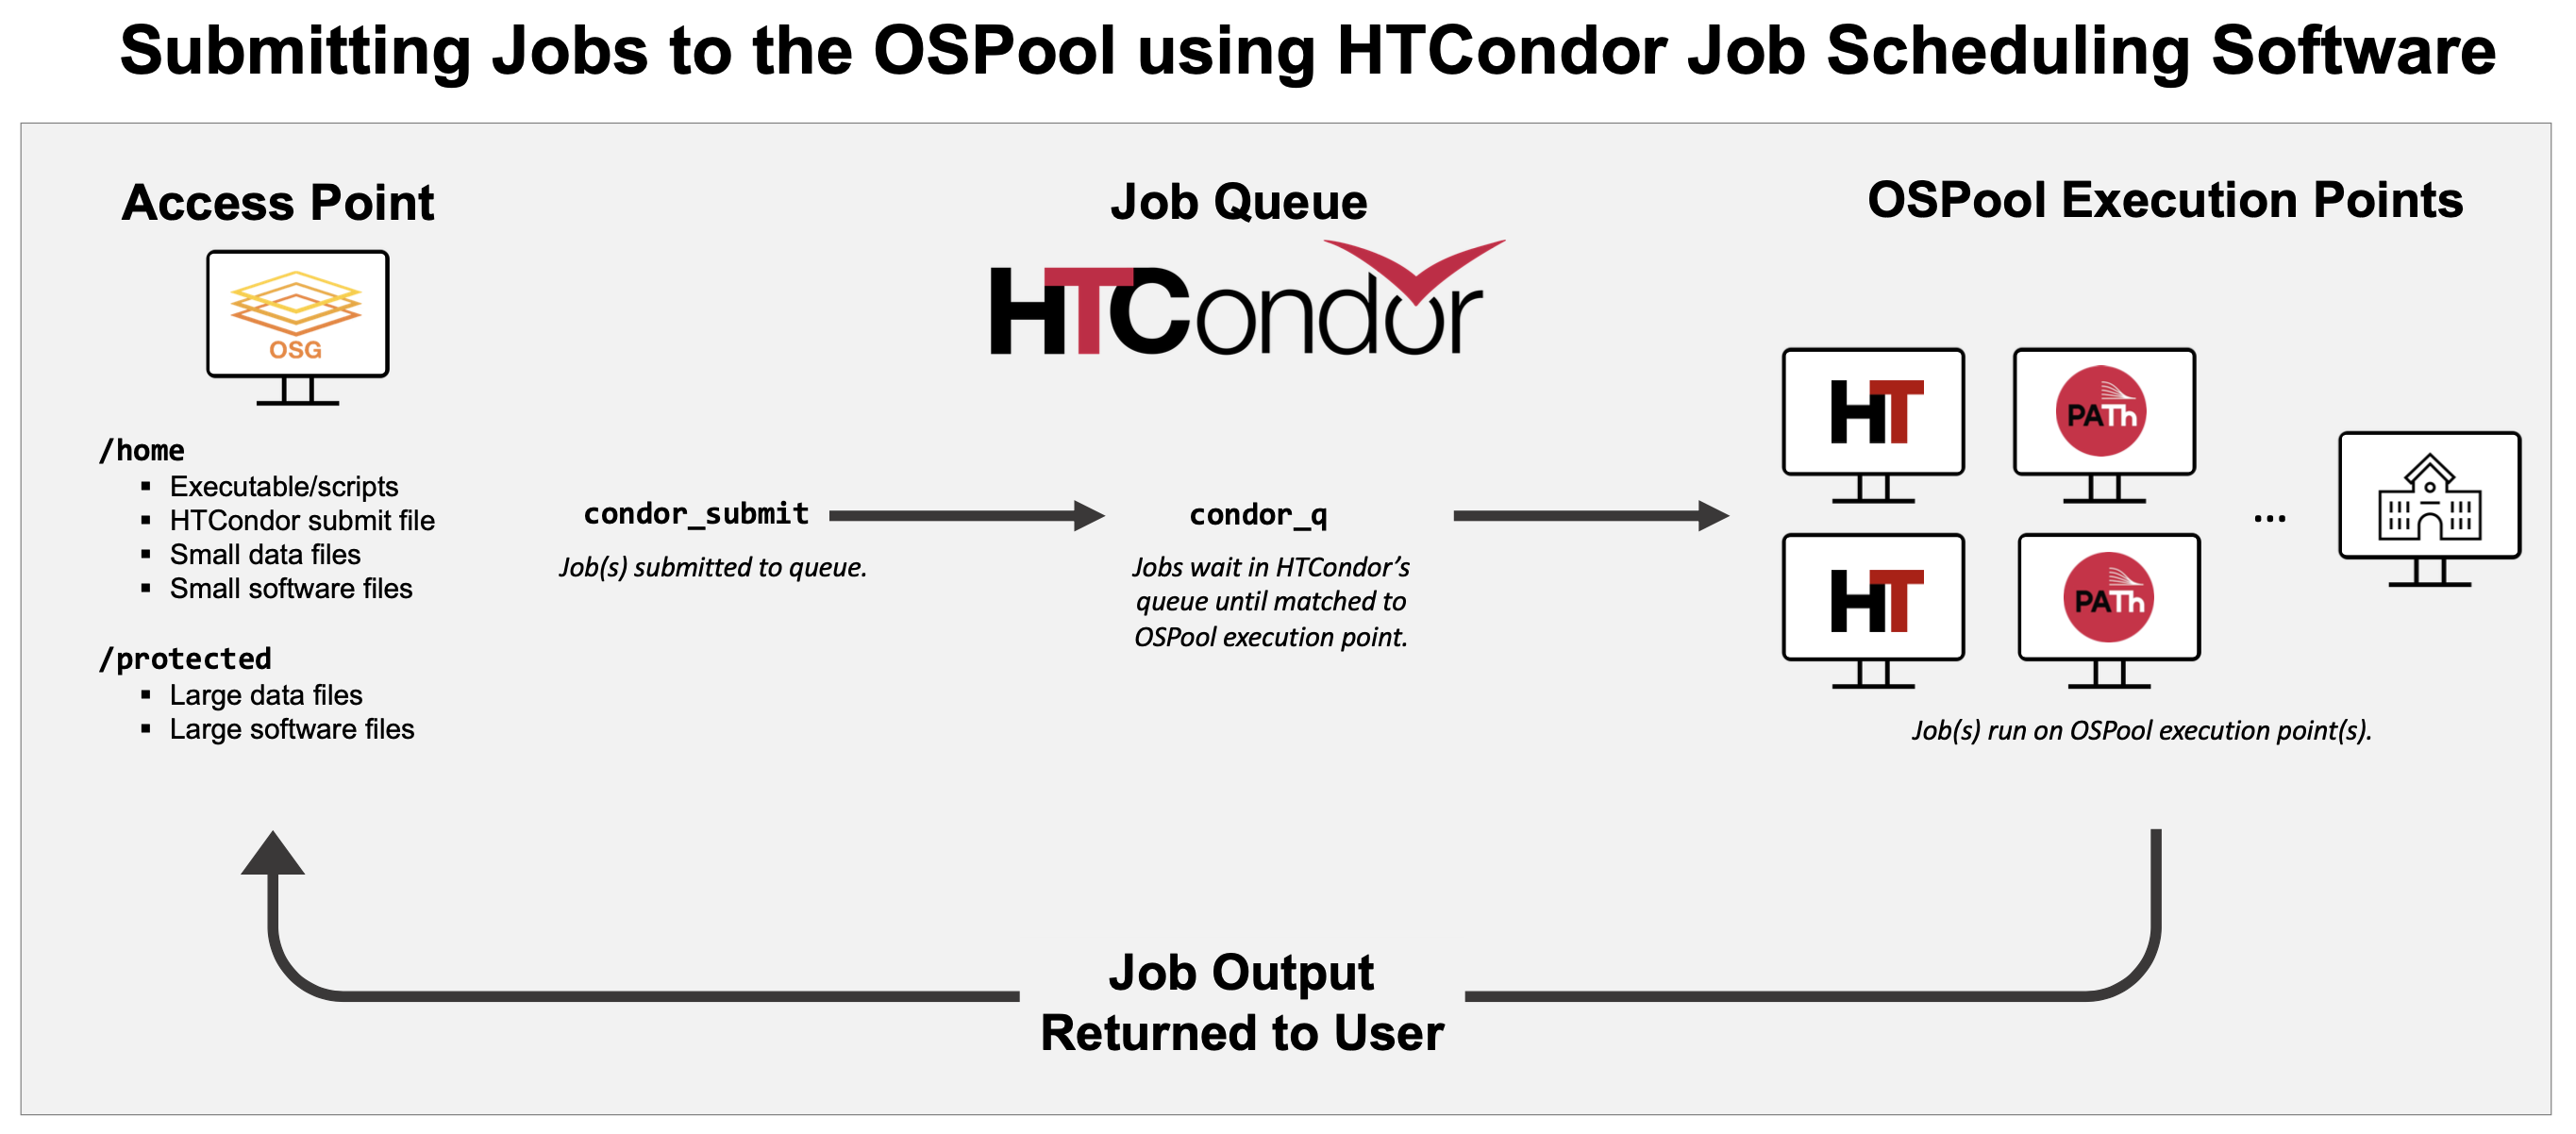 Submitting Jobs to the OSPool using HTCondor Job Scheduling Software
Access Point
OSG
/home
▪ Executable/scripts
▪ HTCondor submit file
▪ Small data files
▪ Small software files
/protected
▪ Large data files
▪ Large software files
condor_submit
Job(s) submitted to queue.
Job Queue
HTCondor
condor_q
Jobs wait in HTCondor’s
queue until matched to
OSPool execution point.
OSPool Execution Points
HT
PATh
HT
PATh
...
Job(s) run on OSPool execution point(s).
Job Output
Returned to User